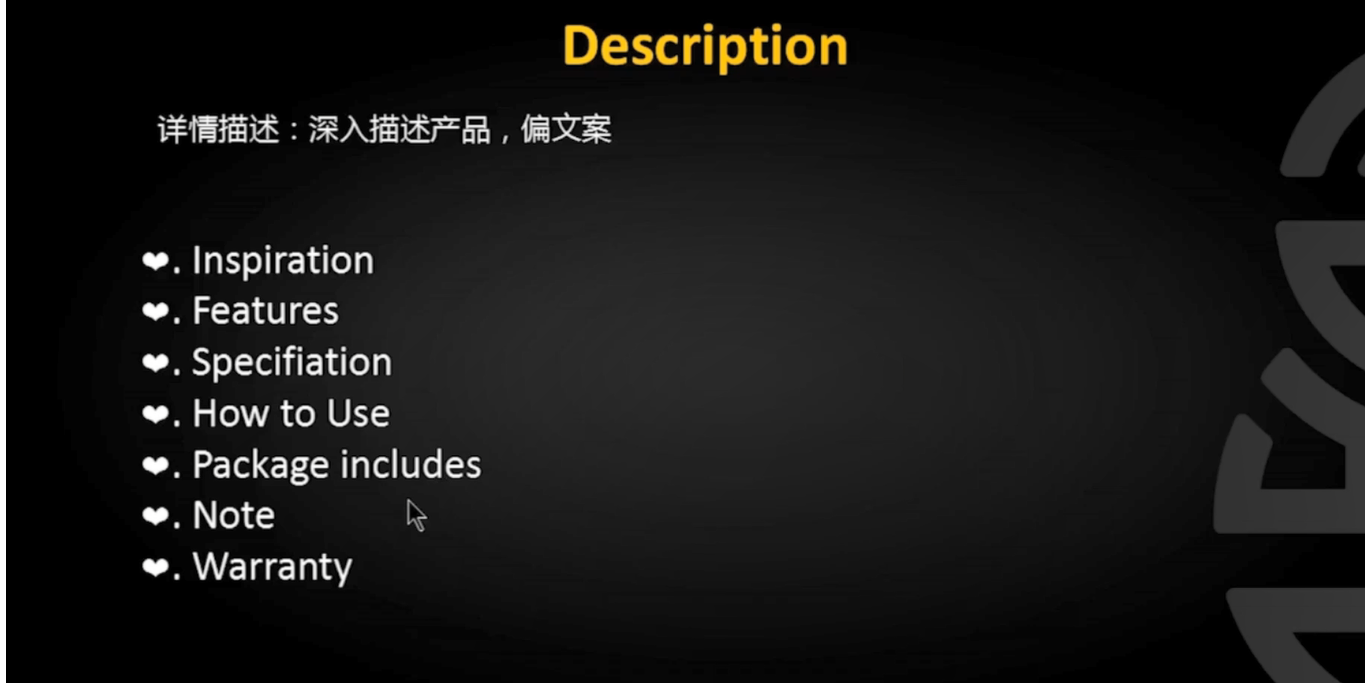 Description
详情描述：深入描述产品，偏文案
❤. Inspiration
❤. Features
❤. Specifiation
❤. How to Use
❤. Package includes
❤. Note
❤. Warranty